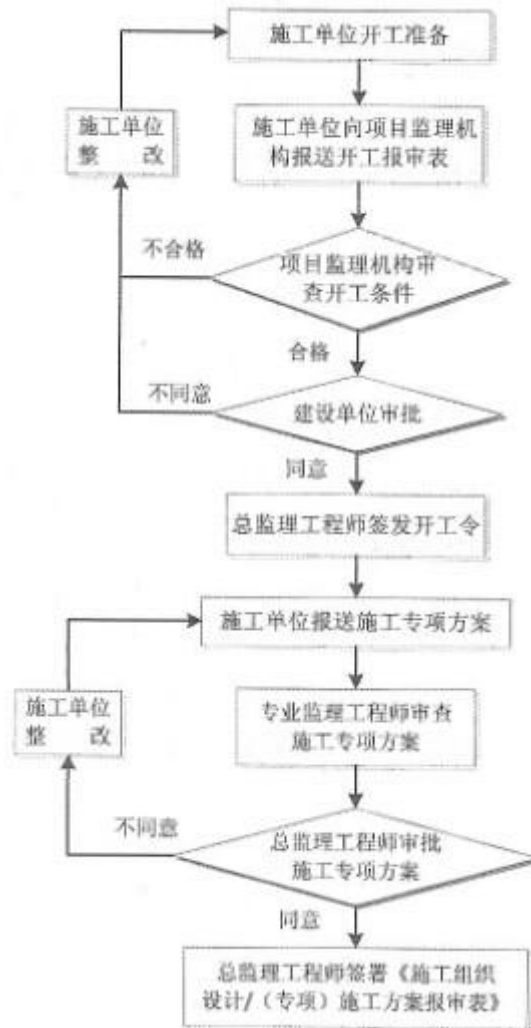 施工单位开工准备
施工单位
整 改
施工单位向项目监理机
构报送开工报审表
不合格
项目监理机构审
查开工条件
合格
不同意
建设单位审批
同意
总监理工程师签发开工令
施工单位报送施工专项方案
施工单位
整 改
专业监理工程师审查
施工专项方案
不同意
总监理工程师审批
施工专项方案
同意
总监理工程师签署《施工组织
设计/（专项）施工方案报审表》